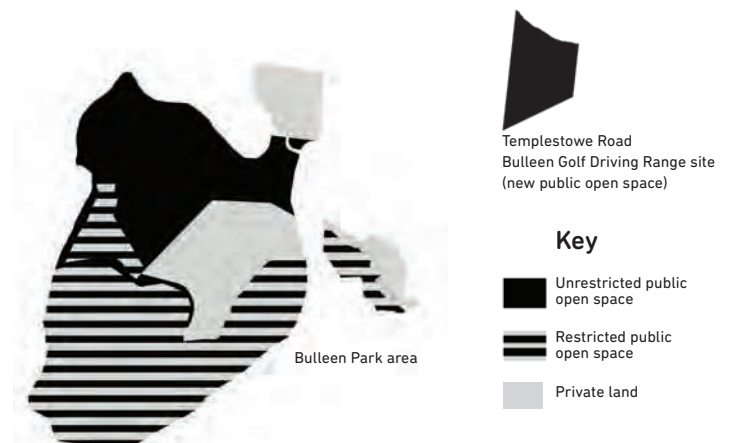 Templestowe Road
Bulleen Golf Driving Range site
(new public open space)
Key
Unrestricted public
open space
Restricted public
open space
Private land
Bulleen Park area